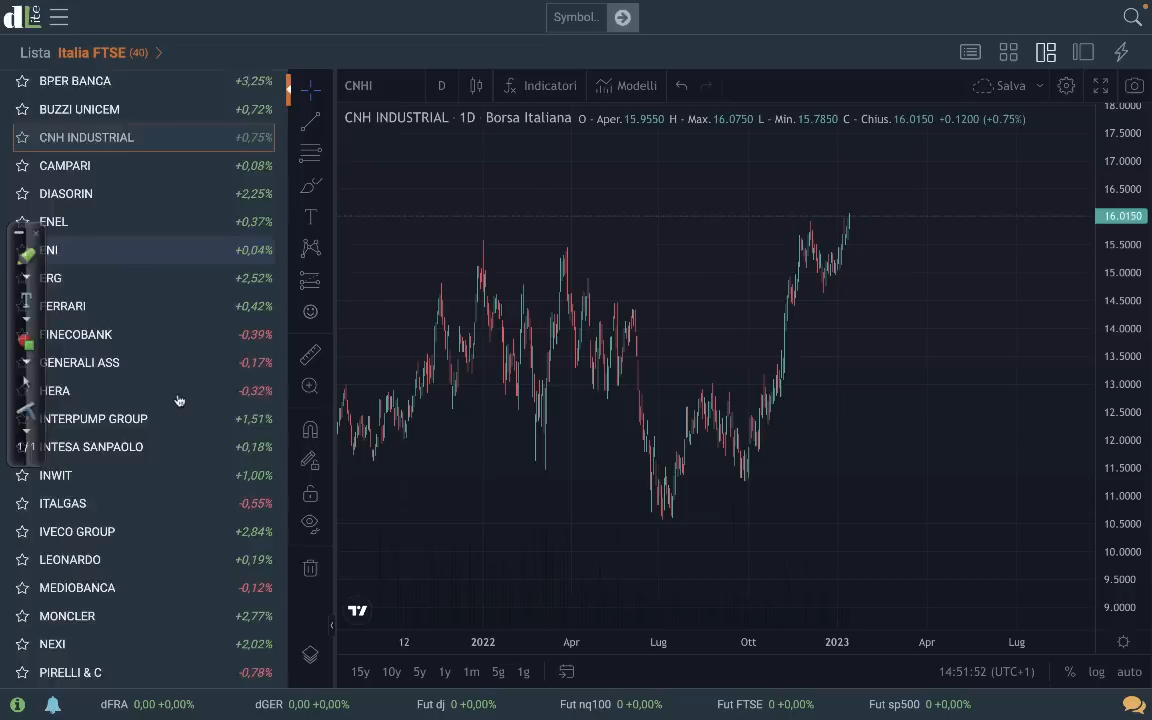 dLite
Symbol..
Lista Italia FTSE (40)
BPER BANCA +3,25%
BUZZI UNICEM +0,72%
CNH INDUSTRIAL +0,75%
CAMPARI +0,08%
DIASORIN +2,25%
ENEL +0,37%
ENI +0,04%
ERG +2,52%
FERRARI +0,42%
FINECOBANK -0,39%
GENERALI ASS -0,17%
HERA -0,32%
INTERPUMP GROUP +1,51%
1/1 INTESA SANPAOLO +0,18%
INWIT +1,00%
ITALGAS -0,55%
IVECO GROUP +2,84%
LEONARDO +0,19%
MEDIOBANCA -0,12%
MONCLER +2,77%
NEXI +2,02%
PIRELLI & C -0,78%
CNHI D Indicatori Modelli Salva
CNH INDUSTRIAL · 1D · Borsa Italiana O - Aper.15.9550 H - Max.16.0750 L - Min.15.7850 C - Chius.16.0150 +0.1200 (+0.75%)
18.0000
17.5000
17.0000
16.5000
16.0150
15.5000
15.0000
14.5000
14.0000
13.5000
13.0000
12.5000
12.0000
11.5000
11.0000
10.5000
10.0000
9.5000
9.0000
12 2022 Apr Lug Ott 2023 Apr Lug
15y 10y 5y 1y 1m 5g 1g 14:51:52 (UTC+1) % log auto
dFRA 0,00 +0,00% dGER 0,00 +0,00% Fut dj 0 +0,00% Fut nq100 0 +0,00% Fut FTSE 0 +0,00% Fut sp500 0 +0,00%